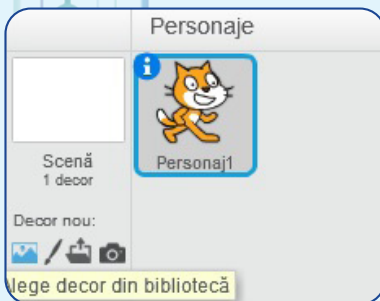 Personaje
Scenă
1 decor
Personaj1
Decor nou:
lege decor din bibliotecă